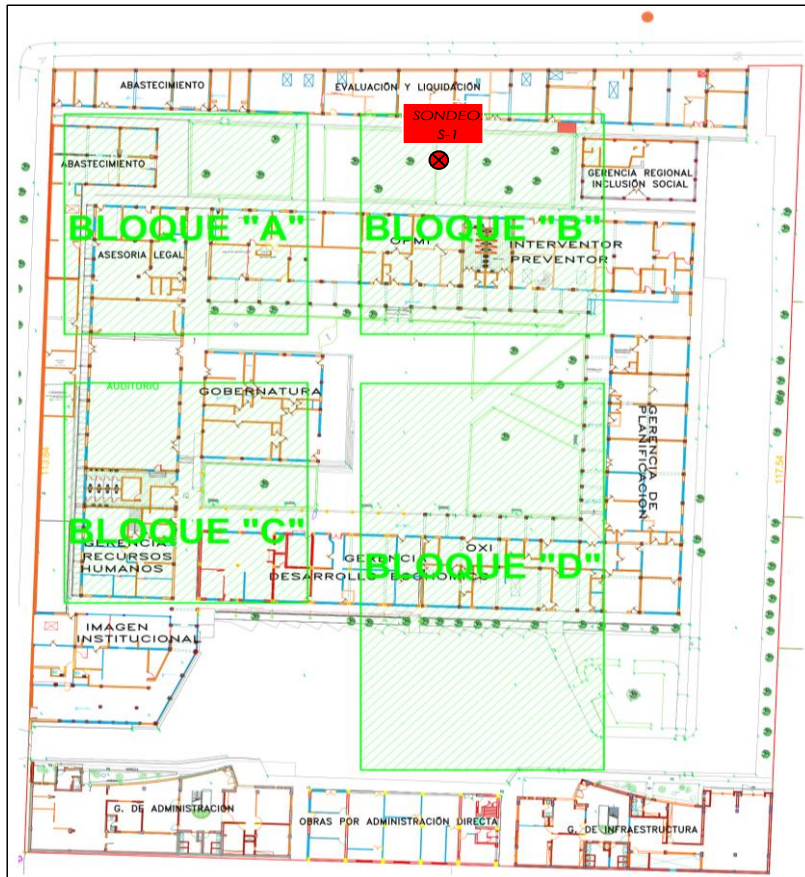 ABASTECIMIENTO
EVALUACIÓN Y LIQUIDACIÓN
SONDEO
S-1
ABASTECIMIENTO
GERENCIA REGIONAL
INCLUSIÓN SOCIAL
BLOQUE "A"
BLOQUE "B"
OPMI
INTERVENTOR
PREVENTOR
ASESORIA LEGAL
AUDITORIO
GOBERNATURA
GERENCIA DE
PLANIFICACION
113.64
117.54
BLOQUE "C"
BLOQUE "D"
GERENCIA
RECURSOS
HUMANOS
GERENCIA
DESARROLLO ECONOMICO
OXI
IMAGEN
INSTITUCIONAL
G. DE ADMINISTRACIÓN
OBRAS POR ADMINISTRACIÓN DIRECTA
G. DE INFRAESTRUCTURA